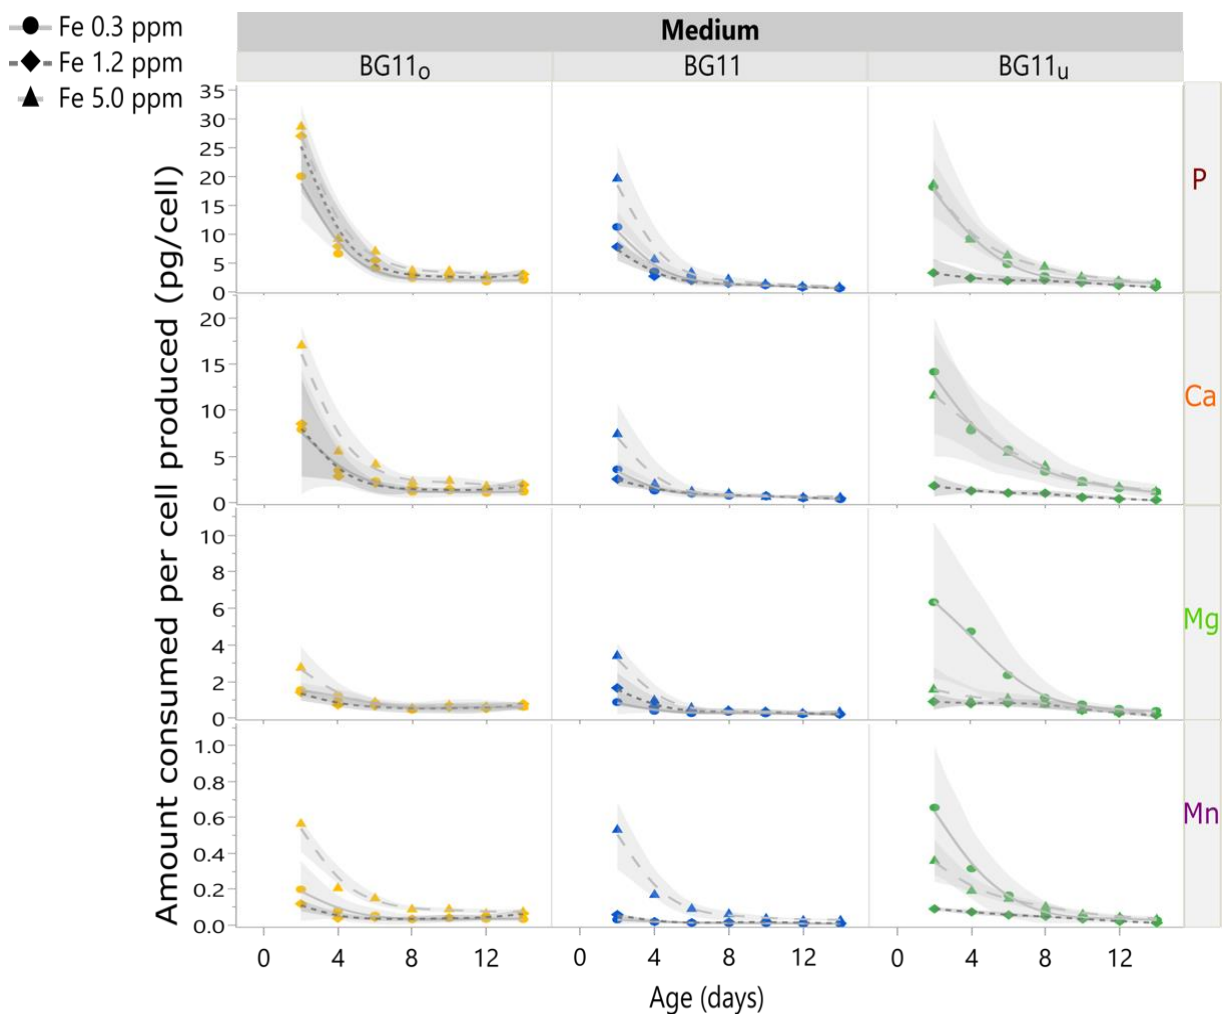 Fe 0.3 ppm
Fe 1.2 ppm
Fe 5.0 ppm
Medium
BG11o BG11 BG11u
Amount consumed per cell produced (pg/cell)
35
30
25
20
15
10
5
0
P
20
15
10
5
0
Ca
10
8
6
4
2
0
Mg
1.0
0.8
0.6
0.4
0.2
0.0
Mn
0 4 8 12 0 4 8 12 0 4 8 12
Age (days)